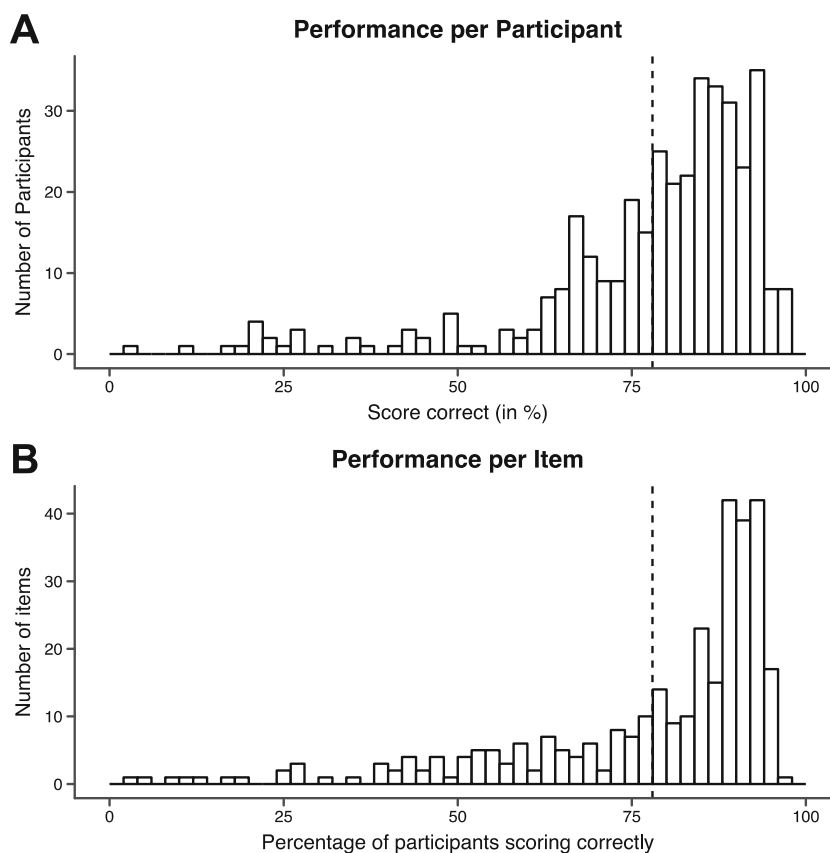 A
Performance per Participant
Number of Participants
30
20
10
0
0 25 50 75 100
Score correct (in %)
B
Performance per Item
Number of items
40
30
20
10
0
0 25 50 75 100
Percentage of participants scoring correctly